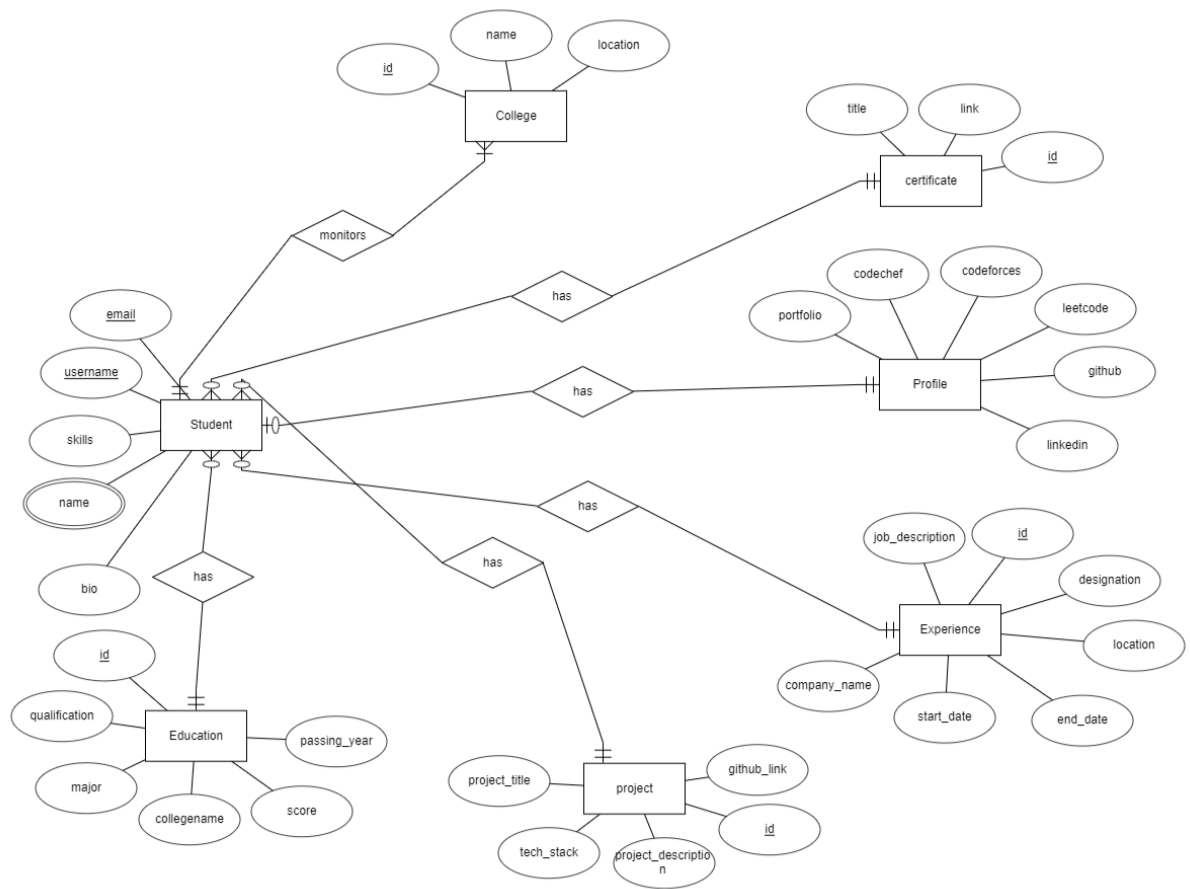 name
location
id
College
title
link
id
certificate
monitors
codechef
codeforces
has
leetcode
email
portfolio
github
username
has
Profile
Student
skills
linkedin
name
has
job_description
id
has
has
designation
bio
Experience
location
id
company_name
qualification
start_date
end_date
Education
passing_year
github_link
project_title
project
major
score
collegename
id
tech_stack
project_descriptio
n